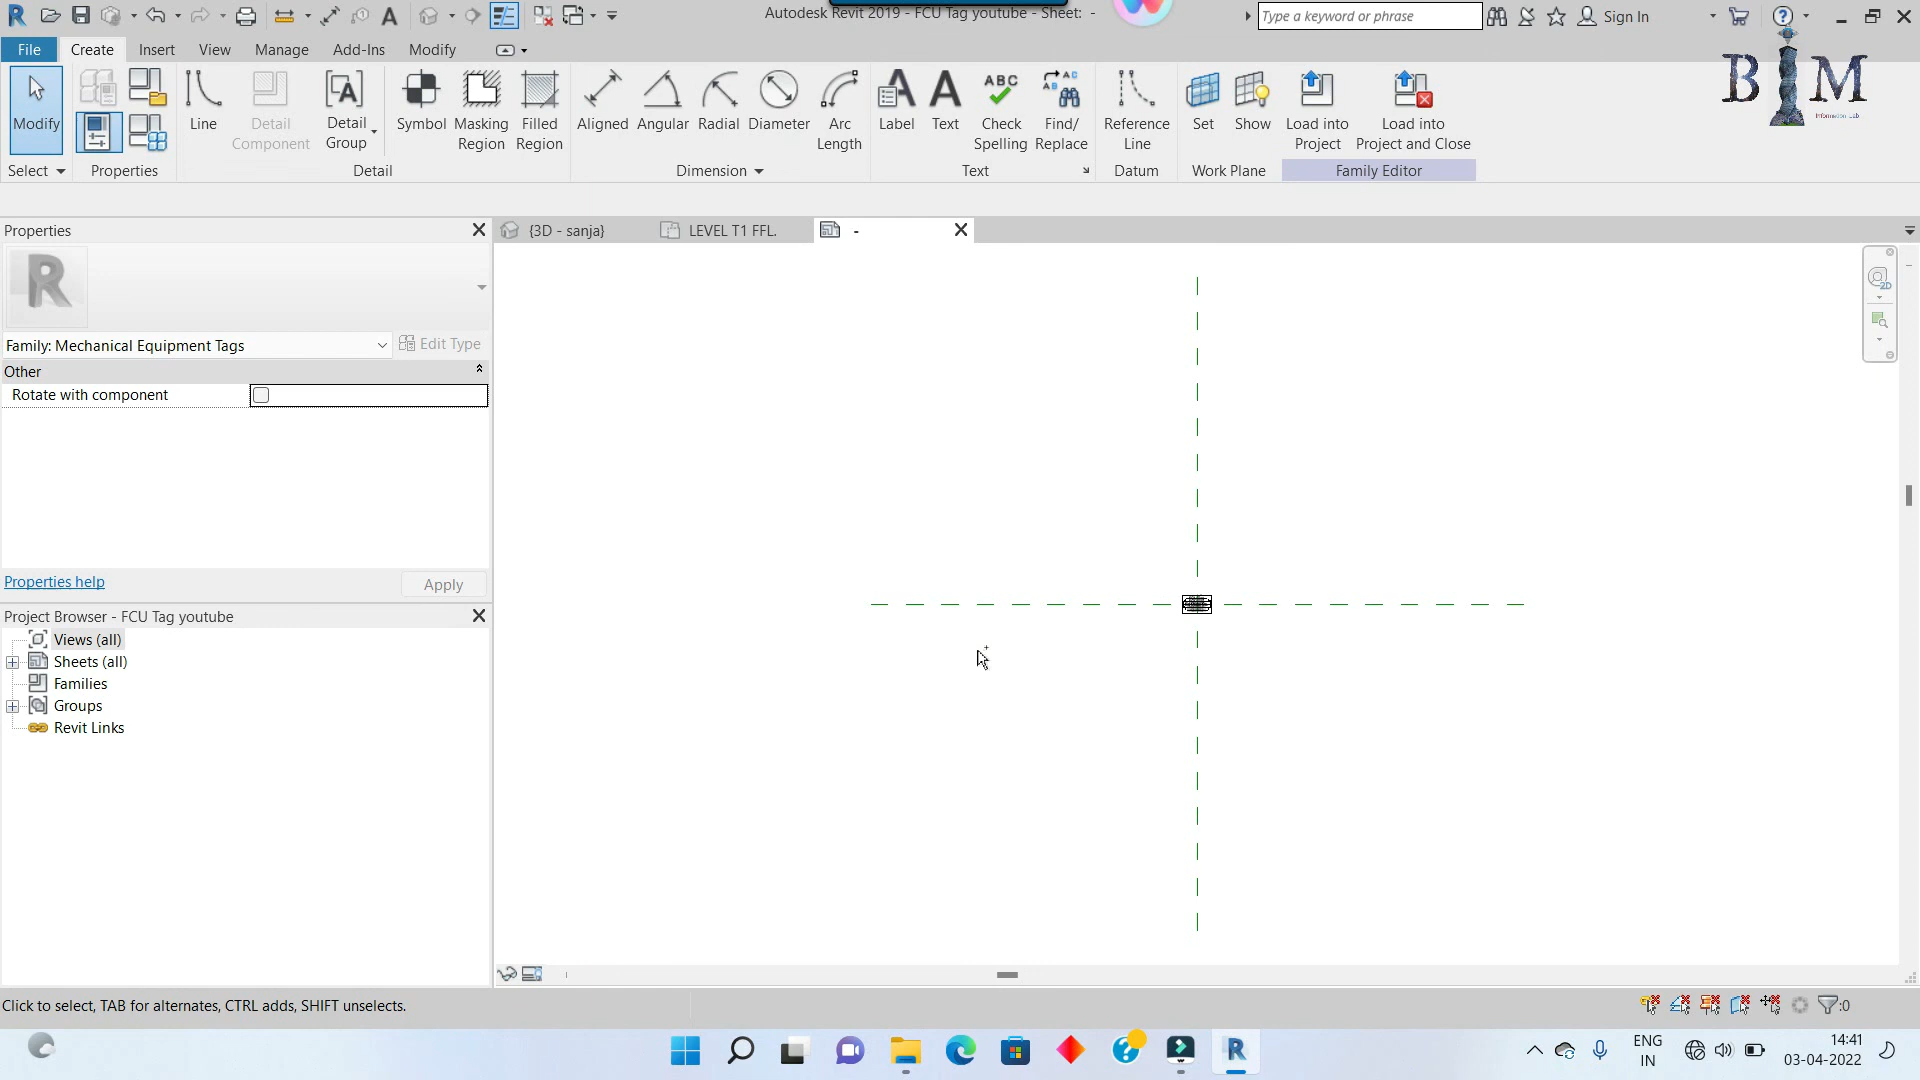 Autodesk Revit 2019 - FCU Tag youtube - Sheet: -
Type a keyword or phrase
Sign In
File
Create
Insert
View
Manage
Add-Ins
Modify
BIM
Information Lab
Modify
Line
Detail Component
Detail Group
Symbol
Masking Region
Filled Region
Aligned
Angular
Radial
Diameter
Arc Length
Label
Text
Check Spelling
Find/ Replace
Reference Line
Set
Show
Load into Project
Load into Project and Close
Select
Properties
Detail
Dimension
Text
Datum
Work Plane
Family Editor
Properties
{3D - sanja}
LEVEL T1 FFL.
-
Family: Mechanical Equipment Tags
Edit Type
Other
Rotate with component
Properties help
Apply
Project Browser - FCU Tag youtube
Views (all)
Sheets (all)
Families
Groups
Revit Links
Click to select, TAB for alternates, CTRL adds, SHIFT unselects.
:0
ENG
IN
14:41
03-04-2022